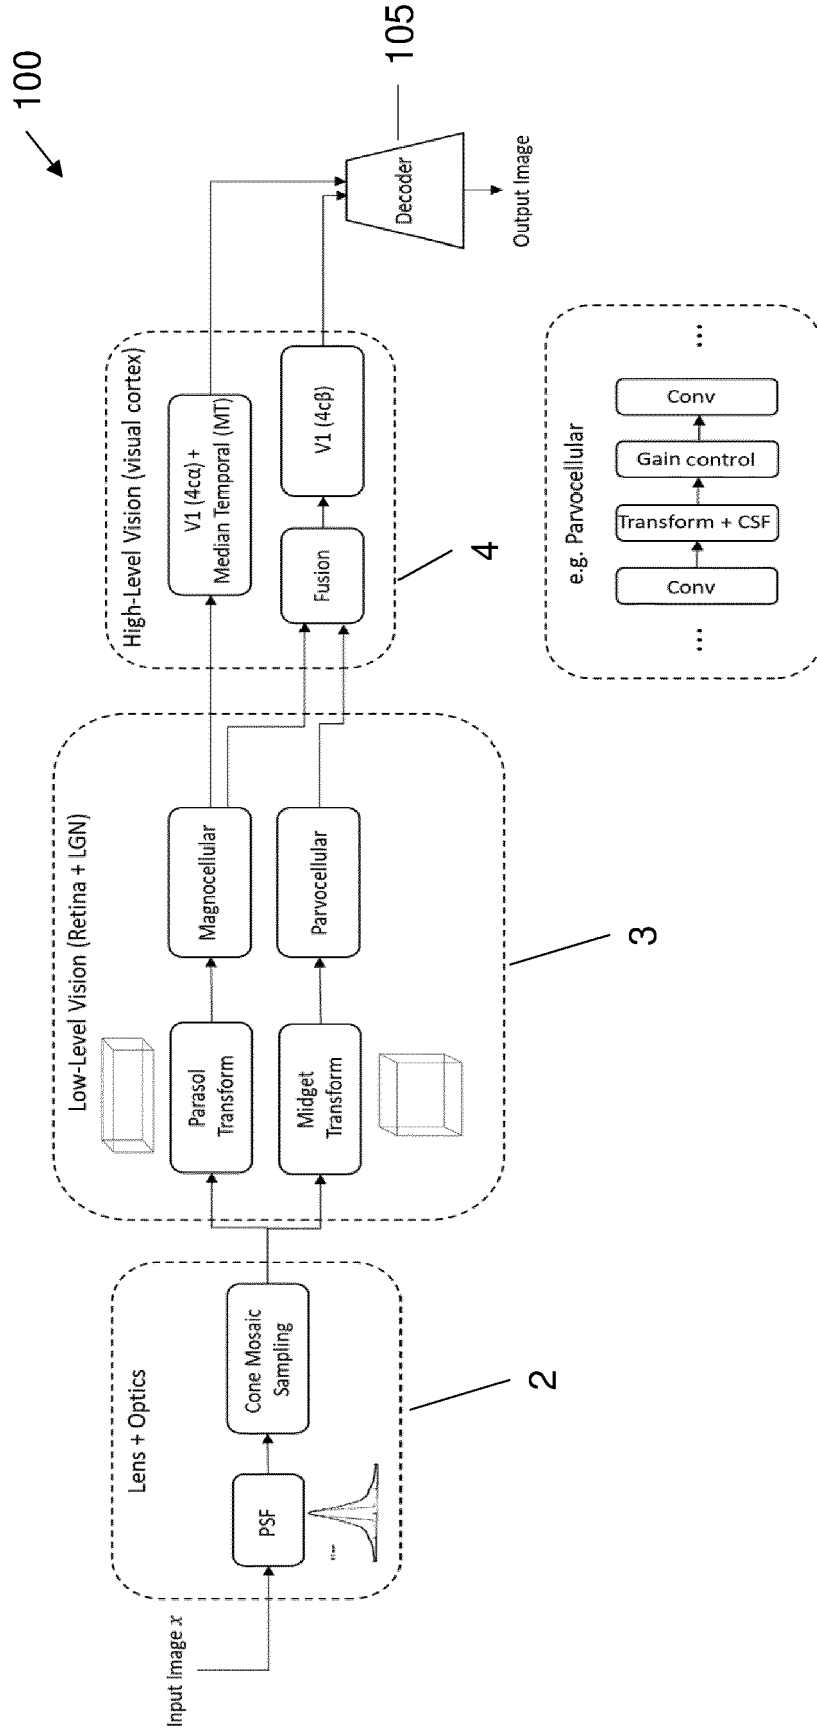 100
Input Image x
Lens + Optics
PSF
Cone Mosaic
Sampling
2
Low-Level Vision (Retina + LGN)
Parasol
Transform
Magnocellular
Midget
Transform
Parvocellular
3
High-Level Vision (visual cortex)
V1 (4cα) +
Median Temporal (MT)
Fusion
V1 (4cβ)
4
Decoder
105
Output Image
e.g. Parvocellular
...
Conv
Transform + CSF
Gain control
Conv
...